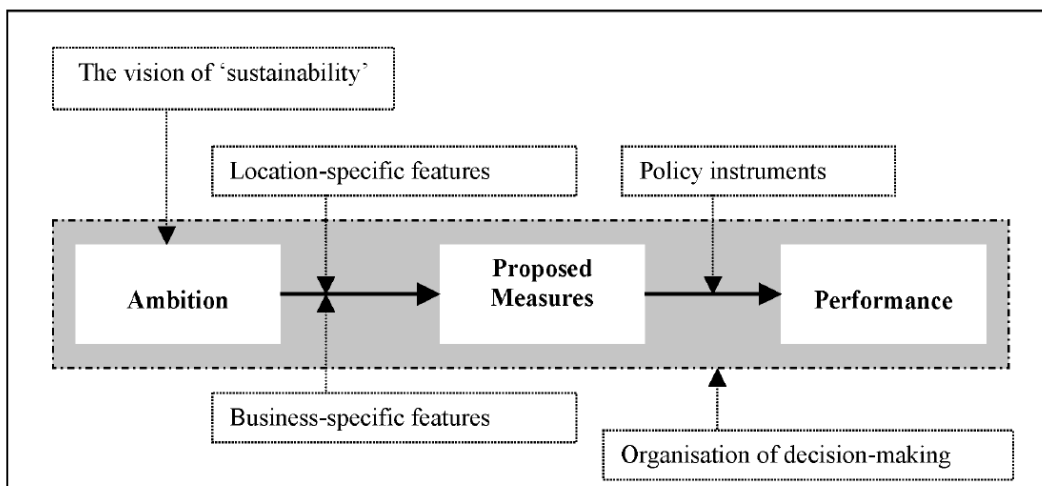 The vision of ‘sustainability’
Location-specific features
Policy instruments
Ambition
Proposed
Measures
Performance
Business-specific features
Organisation of decision-making